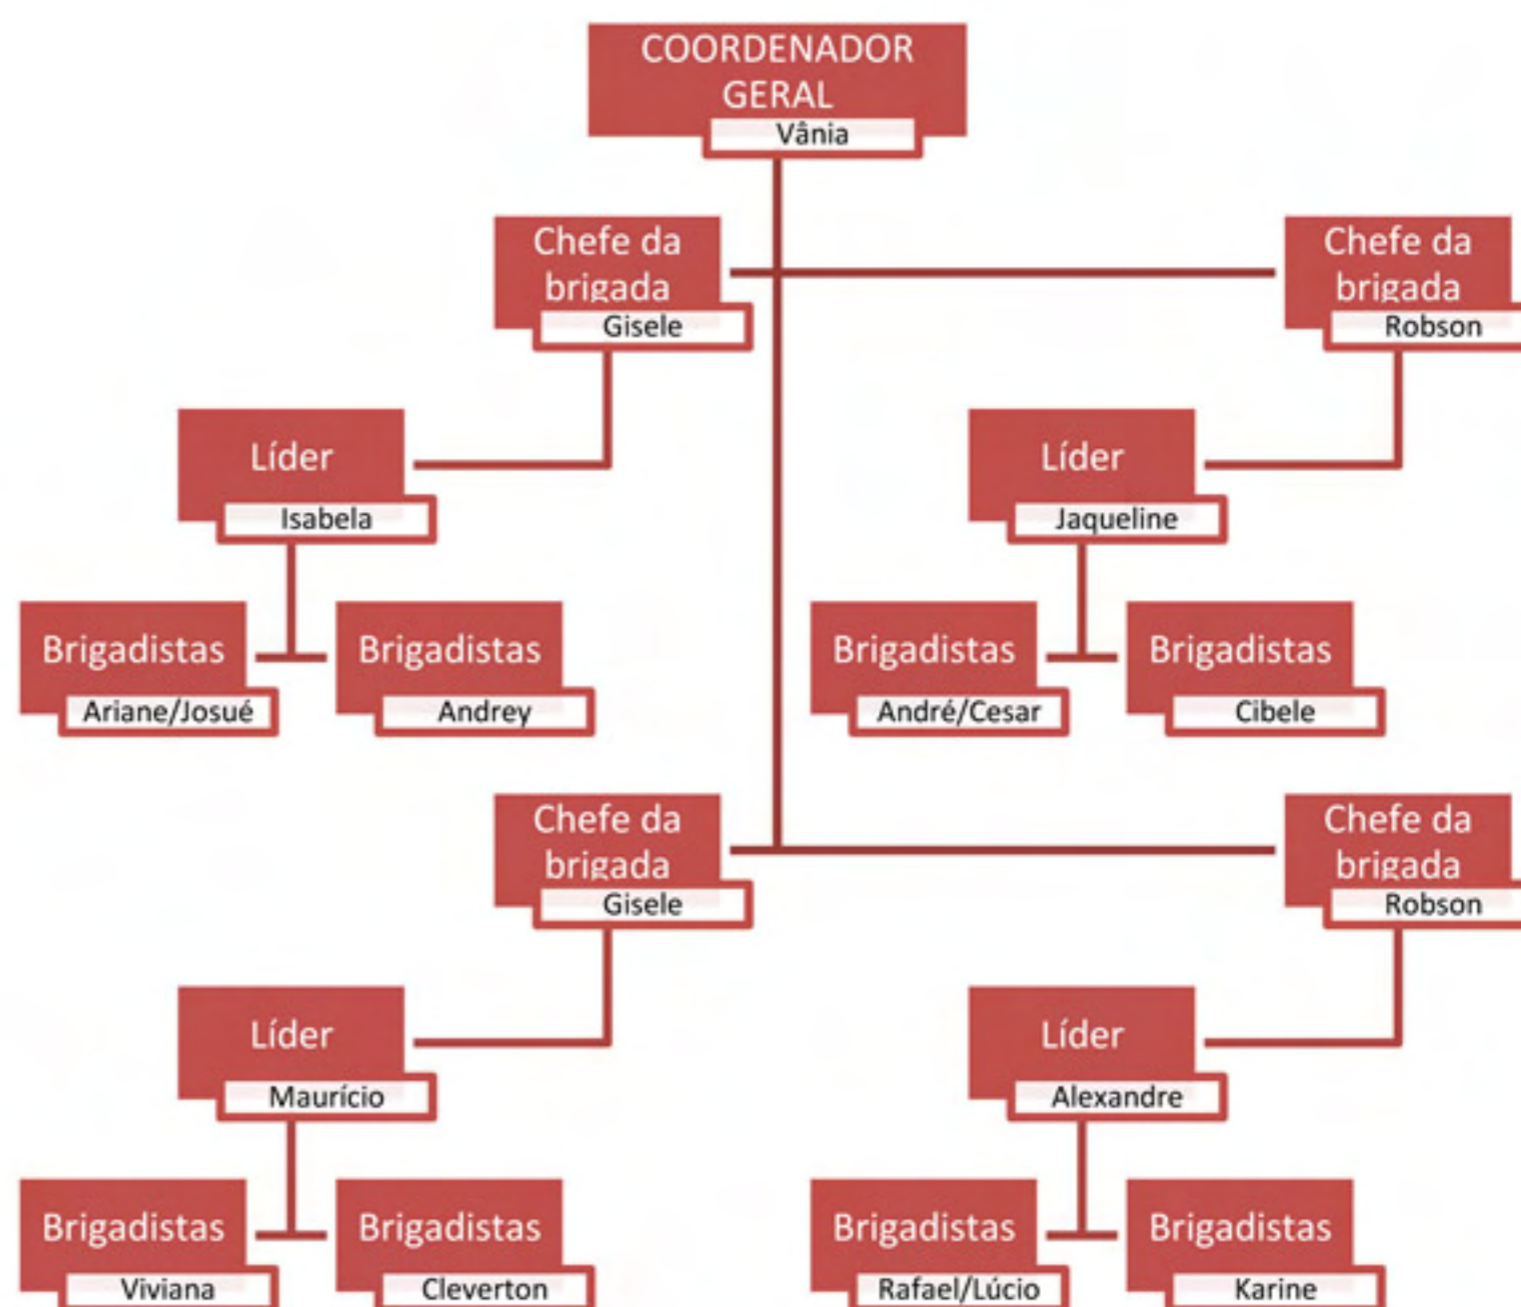 COORDENADOR
GERAL
Vânia
Chefe da
brigada
Gisele
Chefe da
brigada
Robson
Líder
Isabela
Líder
Jaqueline
Brigadistas
Ariane/Josué
Brigadistas
Andrey
Brigadistas
André/Cesar
Brigadistas
Cibele
Chefe da
brigada
Gisele
Chefe da
brigada
Robson
Líder
Maurício
Líder
Alexandre
Brigadistas
Viviana
Brigadistas
Cleverton
Brigadistas
Rafael/Lúcio
Brigadistas
Karine